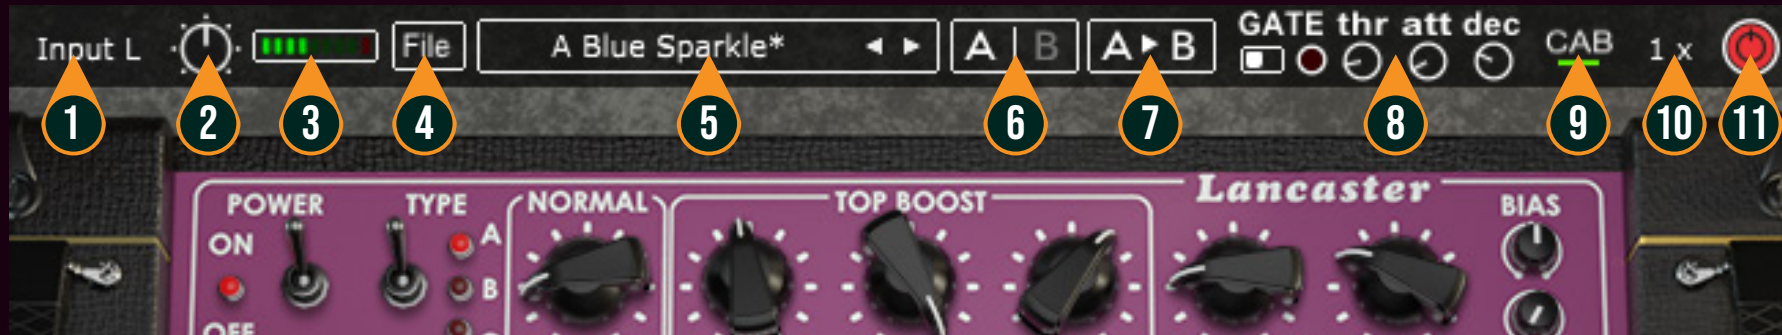 Input L File A Blue Sparkle* A | B A ▸ B GATE thr att dec CAB 1 x
1 2 3 4 5 6 7 8 9 10 11
POWER TYPE NORMAL TOP BOOST Lancaster BIAS
ON A
B
OFF